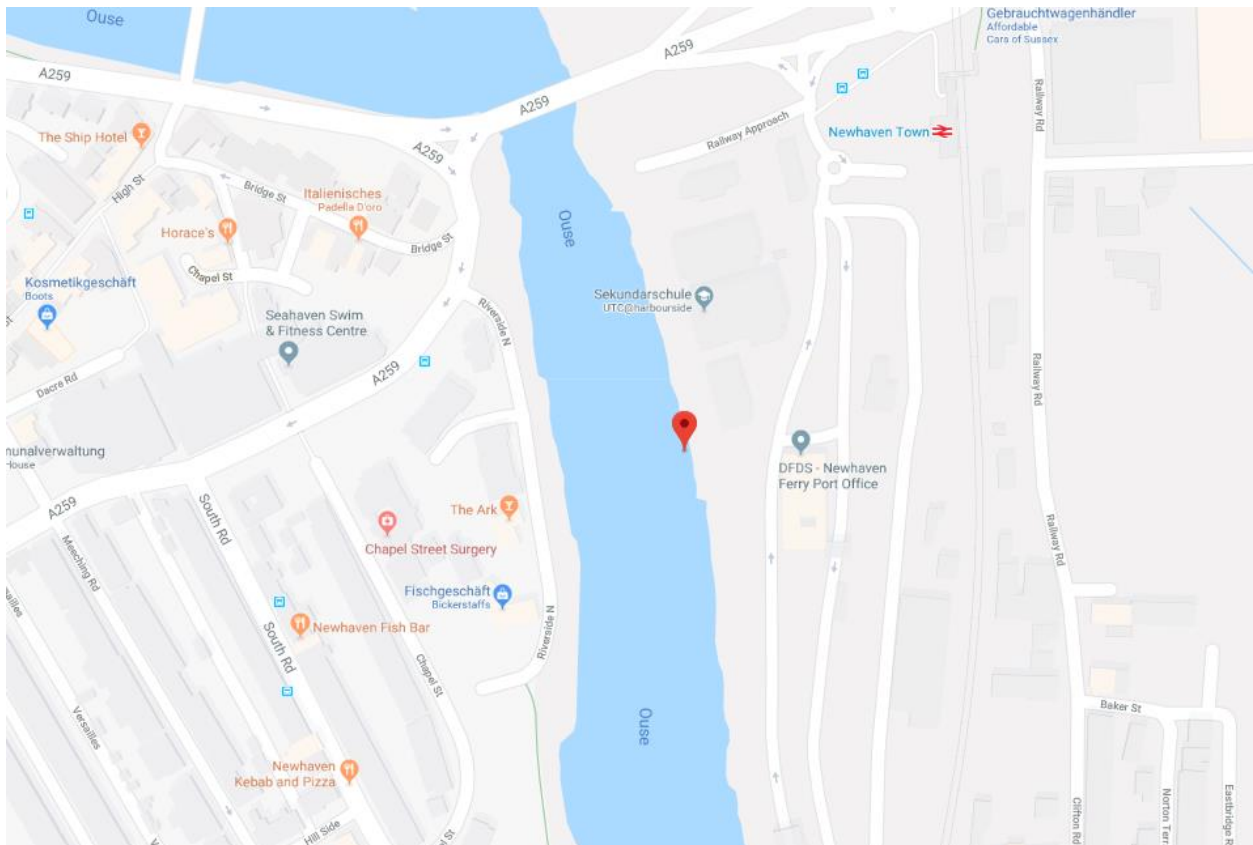 Ouse
A259
A259
A259
A259
Gebrauchtwagenhändler
Affordable
Cars of Sussex
Railway Rd
Railway Approach
Newhaven Town
The Ship Hotel
High St
Bridge St
Italienisches
Padella D'oro
Horace's
Bridge St
Chapel St
Ouse
Kosmetikgeschäft
Boots
Sekundarschule
UTC@harbourside
Seahaven Swim
& Fitness Centre
Riverside N
Dacre Rd
A259
Railway Rd
munalverwaltung
House
DFDS - Newhaven
Ferry Port Office
A259
South Rd
The Ark
Meeching Rd
Chapel Street Surgery
Railway Rd
Fischgeschäft
Bickerstaffs
Newhaven Fish Bar
Riverside N
South Rd
Chapel St
Versailles
Ouse
Baker St
Newhaven
Kebab and Pizza
Hill Side
Clifton Rd
Norton Terr
Eastbridge R